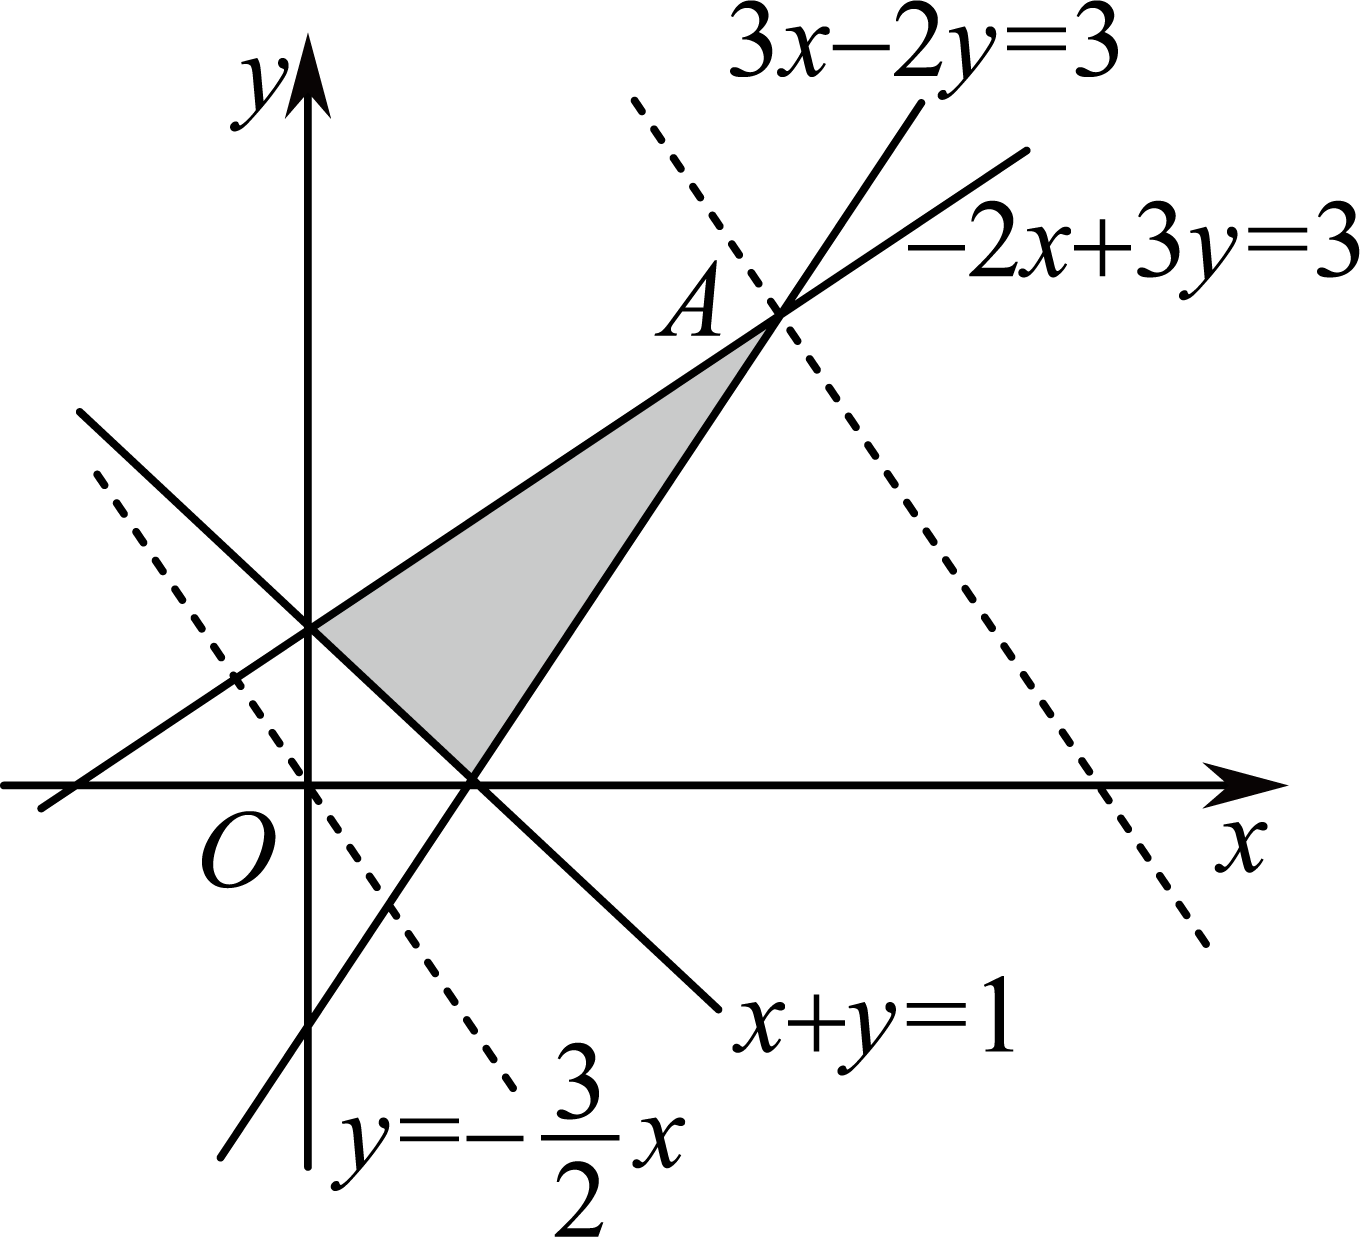 3x−2y=3
y
−2x+3y=3
A
O
x
x+y=1
y=−3/2x